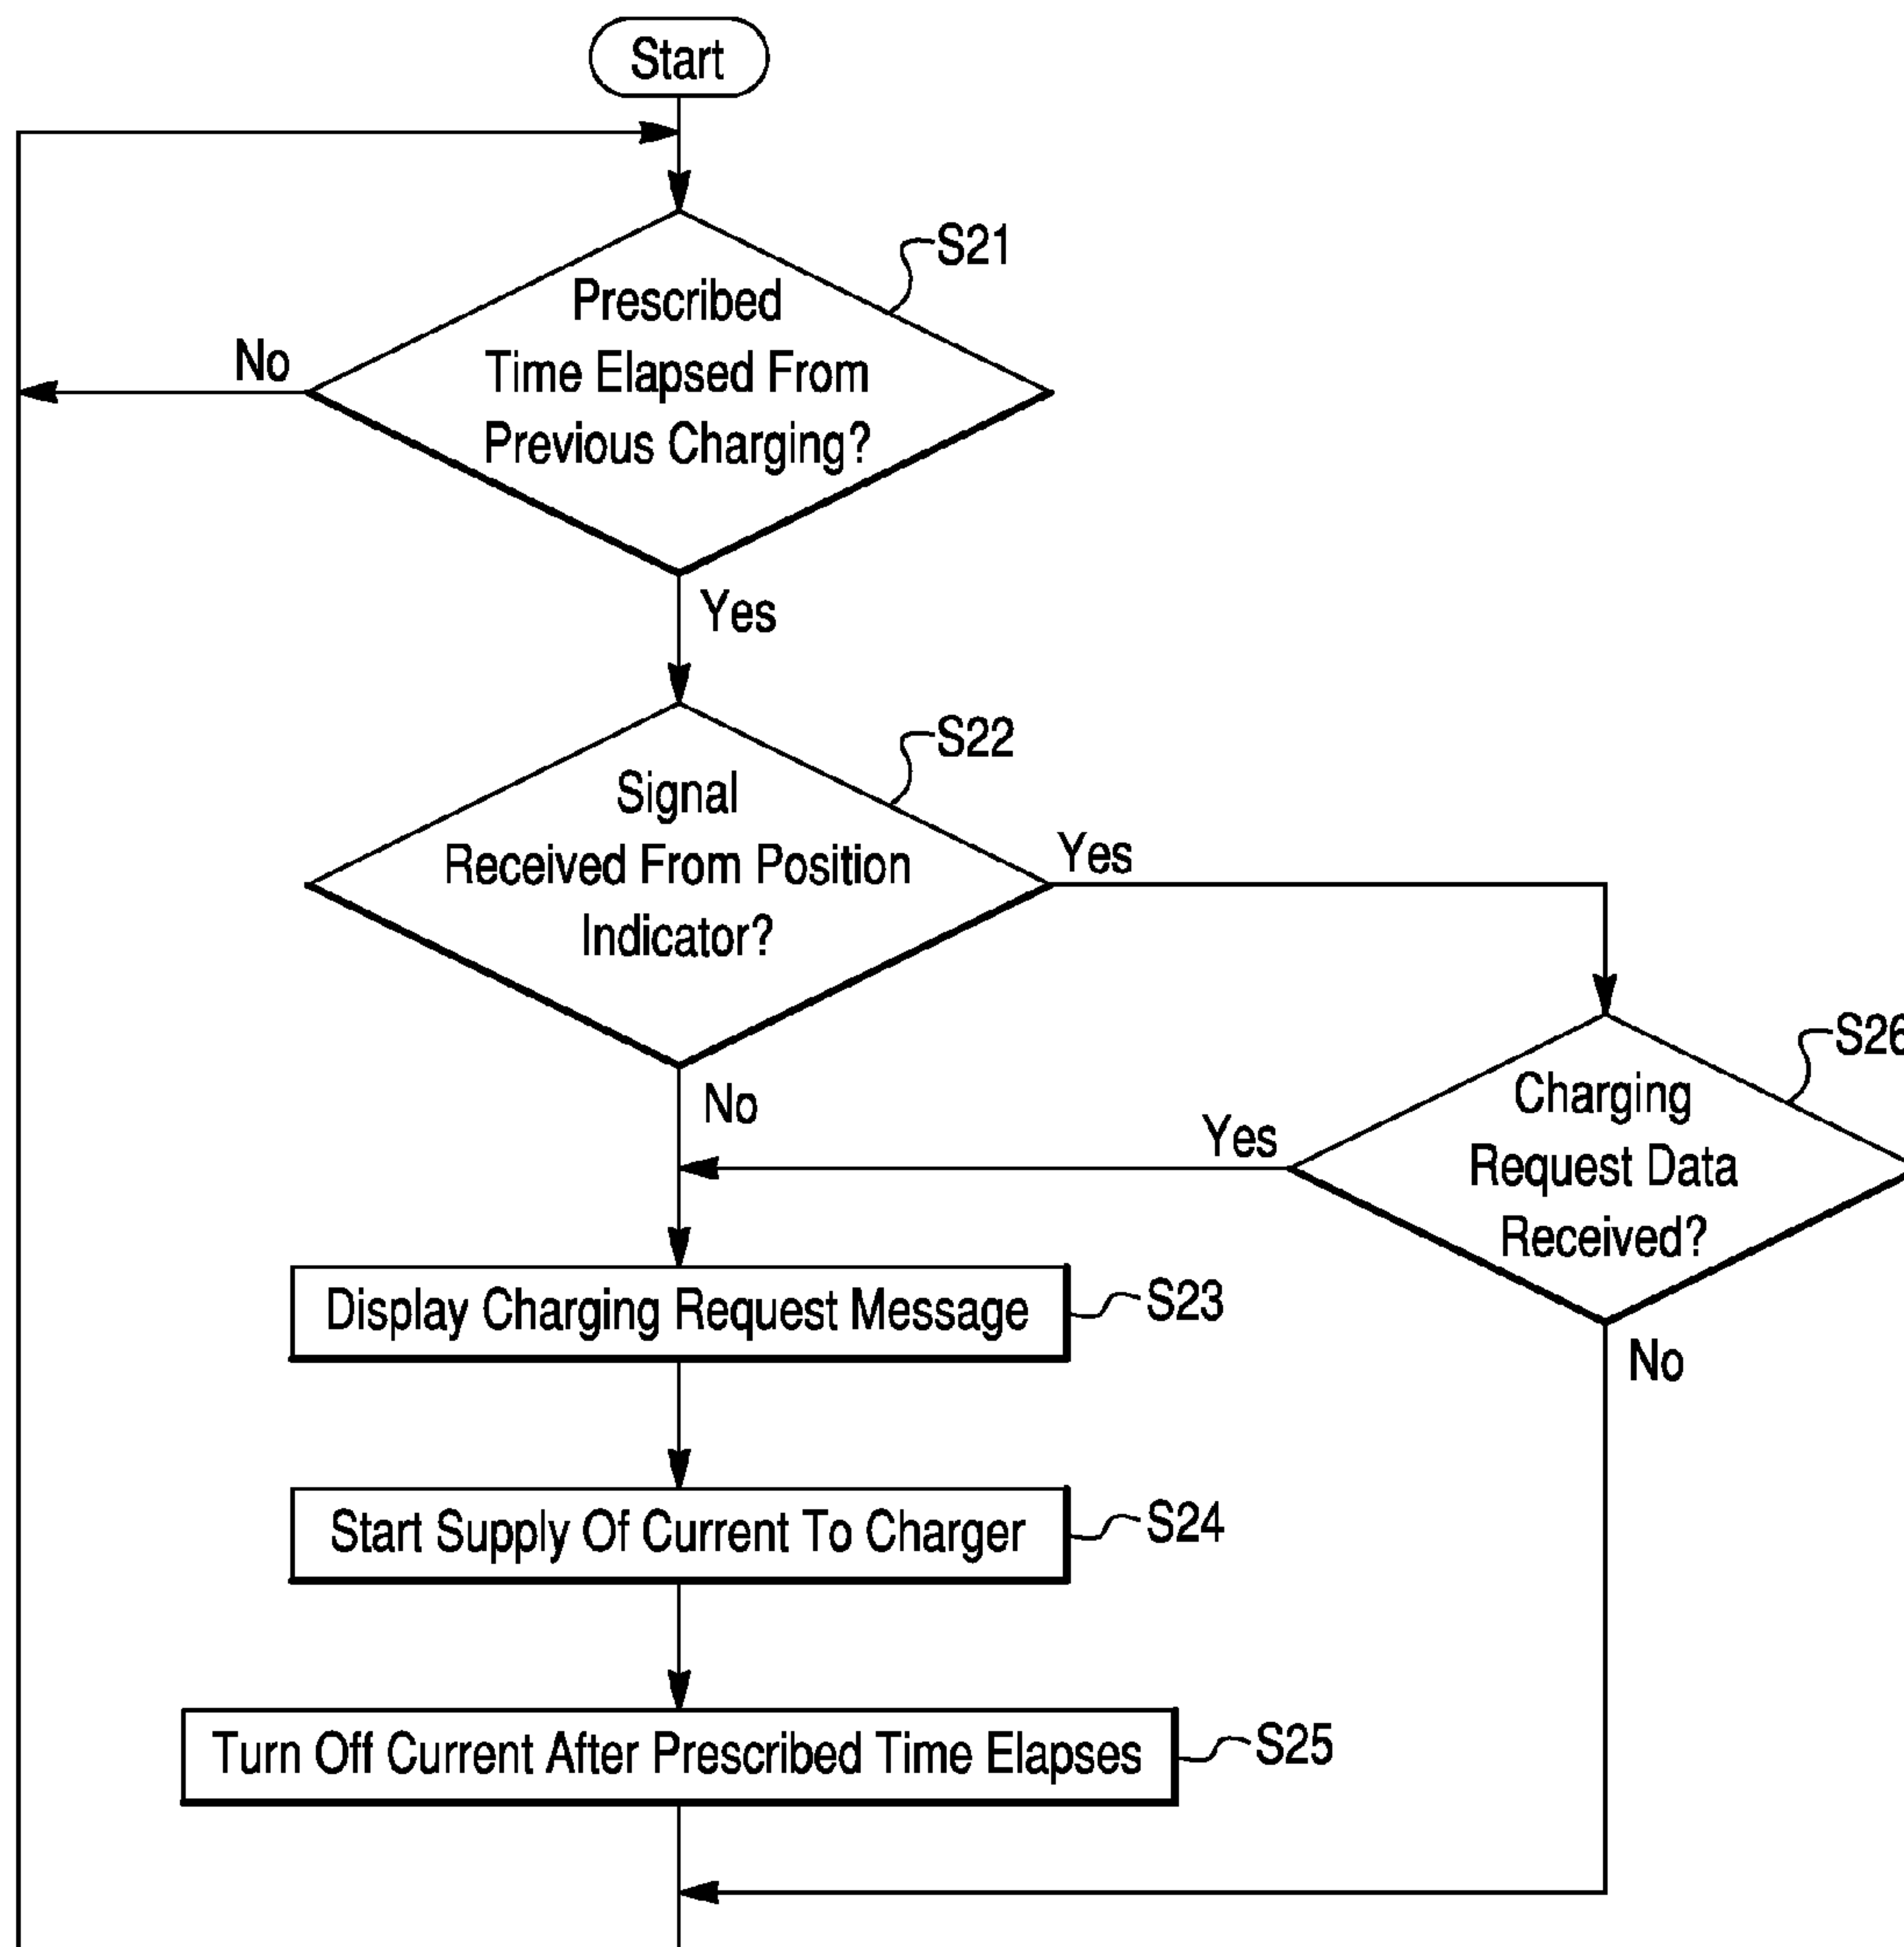 Start
S21
Prescribed
Time Elapsed From
Previous Charging?
No
Yes
S22
Signal
Received From Position
Indicator?
Yes
No
S26
Charging
Request Data
Received?
Yes
No
Display Charging Request Message
S23
Start Supply Of Current To Charger
S24
Turn Off Current After Prescribed Time Elapses
S25